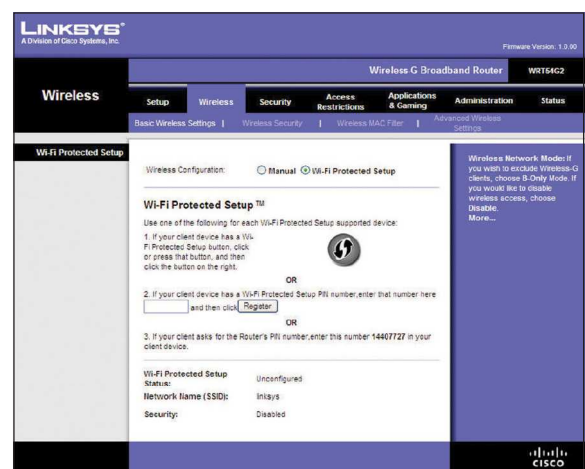 LINKSYS®
A Division of Cisco Systems, Inc.
Firmware Version: 1.0.00
Wireless-G Broadband Router WRT54G2
Wireless
Setup Wireless Security Access Restrictions Applications & Gaming Administration Status
Basic Wireless Settings | Wireless Security | Wireless MAC Filter | Advanced Wireless Settings
Wi-Fi Protected Setup
Wireless Configuration: Manual Wi-Fi Protected Setup
Wi-Fi Protected Setup™
Use one of the following for each Wi-Fi Protected Setup supported device:
1. If your client device has a Wi-
Fi Protected Setup button, click
or press that button, and then
click the button on the right.
OR
2. If your client device has a Wi-Fi Protected Setup PIN number,enter that number here
and then click Register
OR
3. If your client asks for the Router's PIN number,enter this number 14407727 in your
client device.
Wi-Fi Protected Setup
Status: Unconfigured
Network Name (SSID): linksys
Security: Disabled
Wireless Network Mode: If
you wish to exclude Wireless-G
clients, choose B-Only Mode. If
you would like to disable
wireless access, choose
Disable.
More...
CISCO